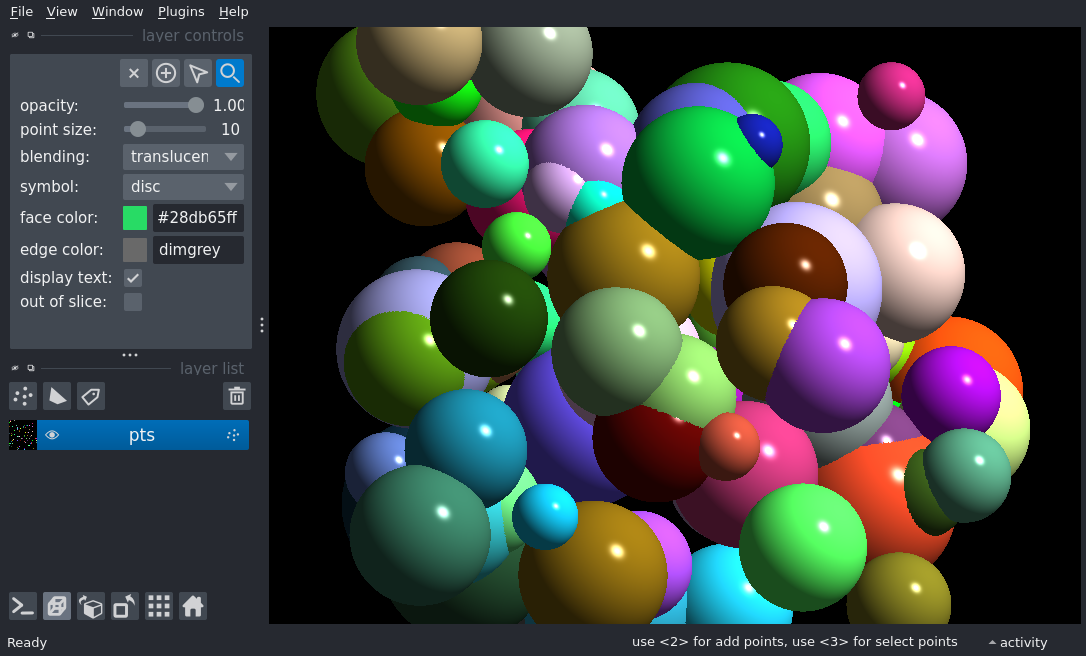 File View Window Plugins Help
layer controls
opacity: 1.00
point size: 10
blending: translucen
symbol: disc
face color: #28db65ff
edge color: dimgrey
display text:
out of slice:
layer list
pts
Ready use <2> for add points, use <3> for select points activity